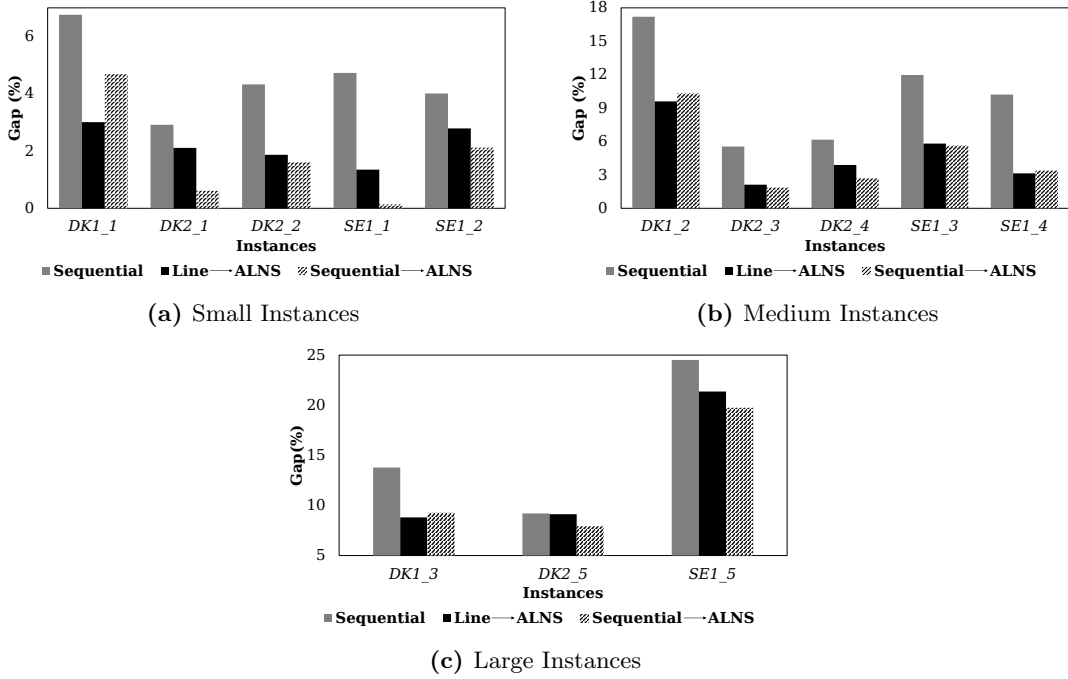 6
4
2
0
Gap (%)
DK1_1 DK2_1 DK2_2 SE1_1 SE1_2
Instances
Sequential Line→ALNS Sequential→ALNS
(a) Small Instances
18
15
12
9
6
3
0
Gap (%)
DK1_2 DK2_3 DK2_4 SE1_3 SE1_4
Instances
Sequential Line→ALNS Sequential→ALNS
(b) Medium Instances
25
20
15
10
5
Gap(%)
DK1_3 DK2_5 SE1_5
Instances
Sequential Line→ALNS Sequential→ALNS
(c) Large Instances